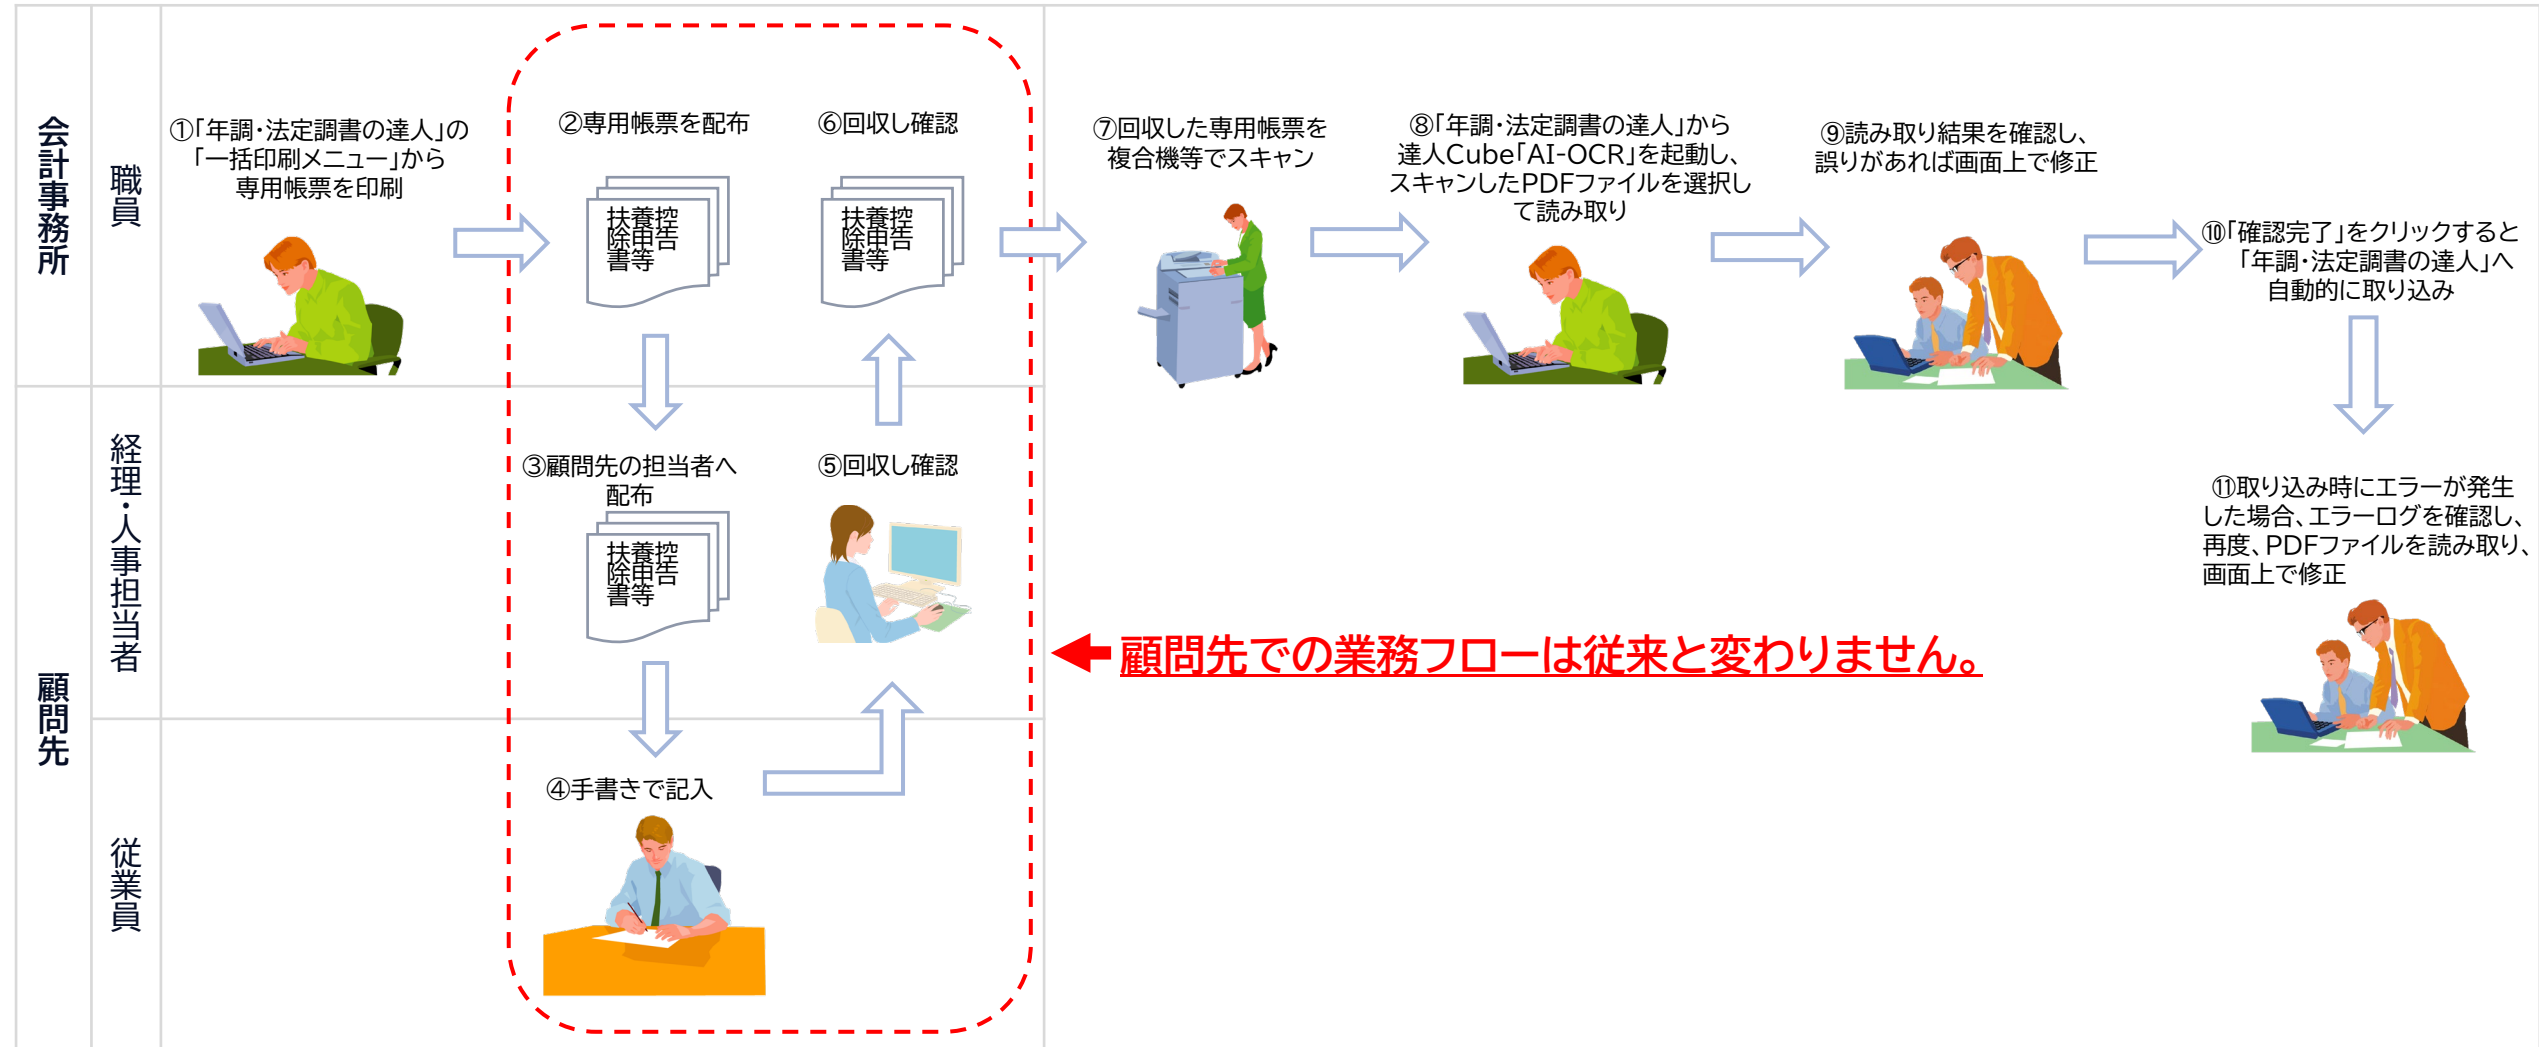 会計事務所
職員
①「年調・法定調書の達人」の
「一括印刷メニュー」から
専用帳票を印刷
②専用帳票を配布
扶養控
除申告
書等
⑥回収し確認
扶養控
除申告
書等
⑦回収した専用帳票を
複合機等でスキャン
⑧「年調・法定調書の達人」から
達人Cube「AI-OCR」を起動し、
スキャンしたPDFファイルを選択し
て読み取り
⑨読み取り結果を確認し、
誤りがあれば画面上で修正
⑩「確認完了」をクリックすると
「年調・法定調書の達人」へ
自動的に取り込み
顧問先
経理・人事担当者
③顧問先の担当者へ
配布
扶養控
除申告
書等
⑤回収し確認
⑪取り込み時にエラーが発生
した場合、エラーログを確認し、
再度、PDFファイルを読み取り、
画面上で修正
顧問先での業務フローは従来と変わりません。
従業員
④手書きで記入